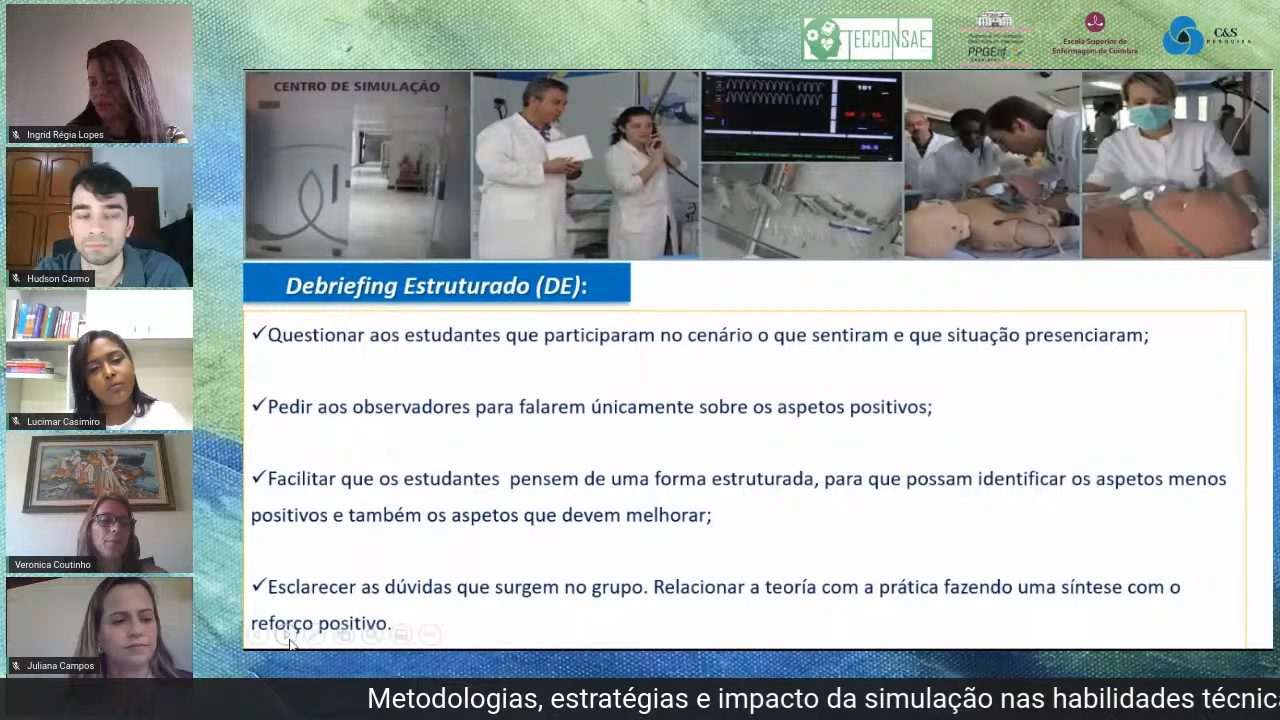 Ingrid Régia Lopes
Hudson Carmo
Lucimar Casimiro
Veronica Coutinho
Juliana Campos
TECCONSAE
PPGEnf
Escola Superior de
Enfermagem de Coimbra
C&S
PESQUISA
CENTRO DE SIMULAÇÃO
Debriefing Estruturado (DE):
✓Questionar aos estudantes que participaram no cenário o que sentiram e que situação presenciaram;
✓Pedir aos observadores para falarem únicamente sobre os aspetos positivos;
✓Facilitar que os estudantes pensem de uma forma estruturada, para que possam identificar os aspetos menos
positivos e também os aspetos que devem melhorar;
✓Esclarecer as dúvidas que surgem no grupo. Relacionar a teoría com a prática fazendo uma síntese com o
reforço positivo.
Metodologias, estratégias e impacto da simulação nas habilidades técnic